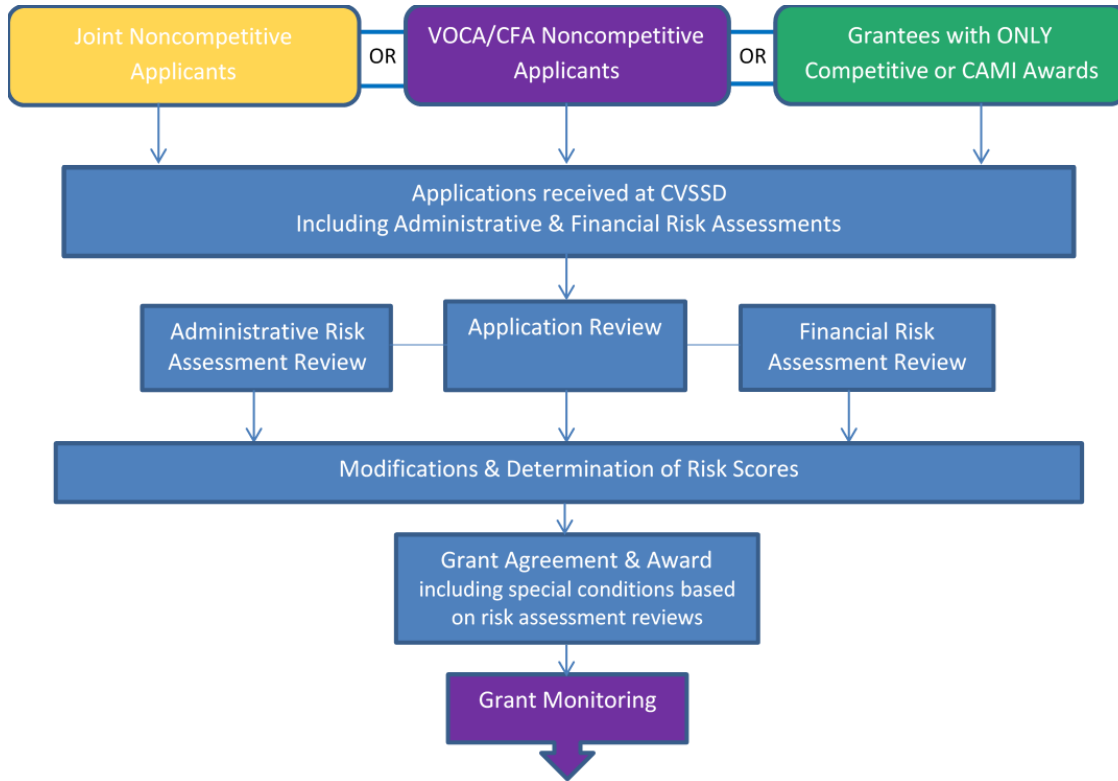 Joint Noncompetitive
Applicants
OR
VOCA/CFA Noncompetitive
Applicants
OR
Grantees with ONLY
Competitive or CAMI Awards
Applications received at CVSSD
Including Administrative & Financial Risk Assessments
Administrative Risk
Assessment Review
Application Review
Financial Risk
Assessment Review
Modifications & Determination of Risk Scores
Grant Agreement & Award
including special conditions based
on risk assessment reviews
Grant Monitoring